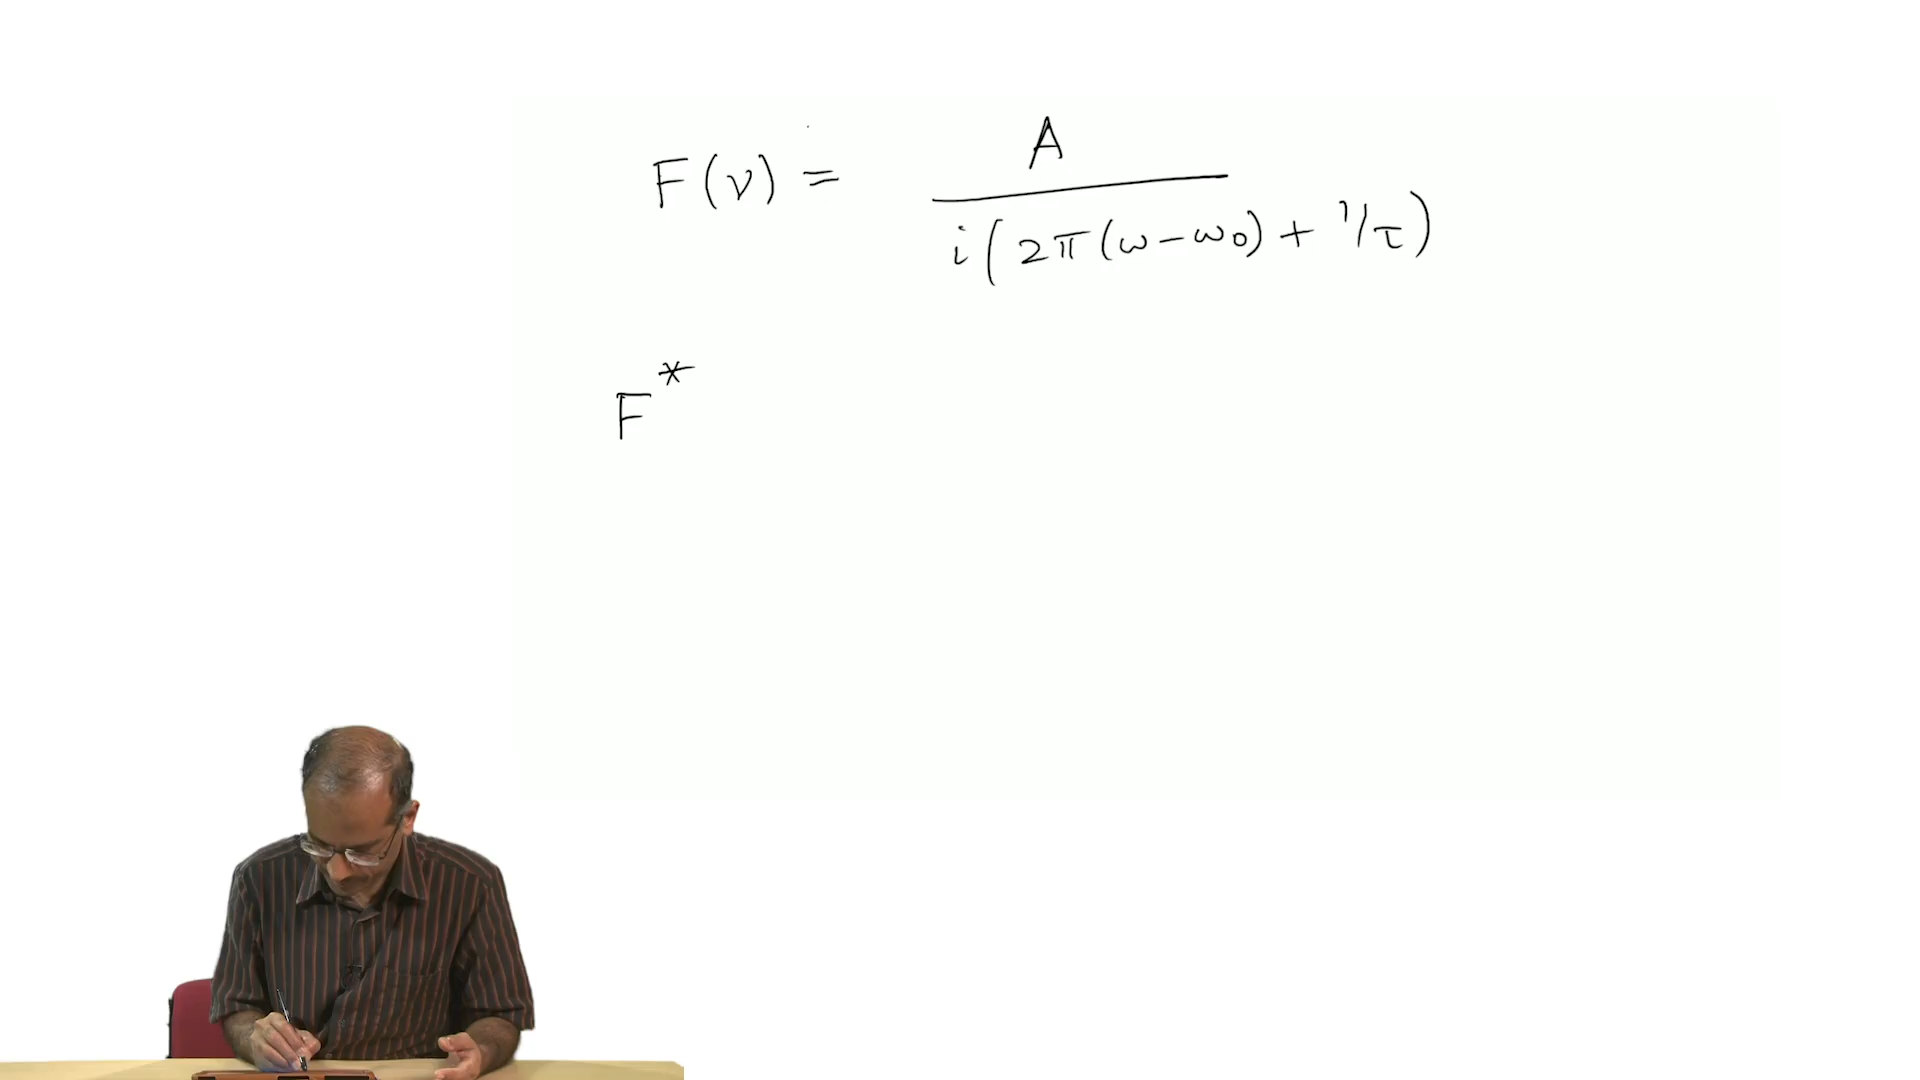 F(ν) = A / i(2π(ω-ω0) + 1/τ)
F*